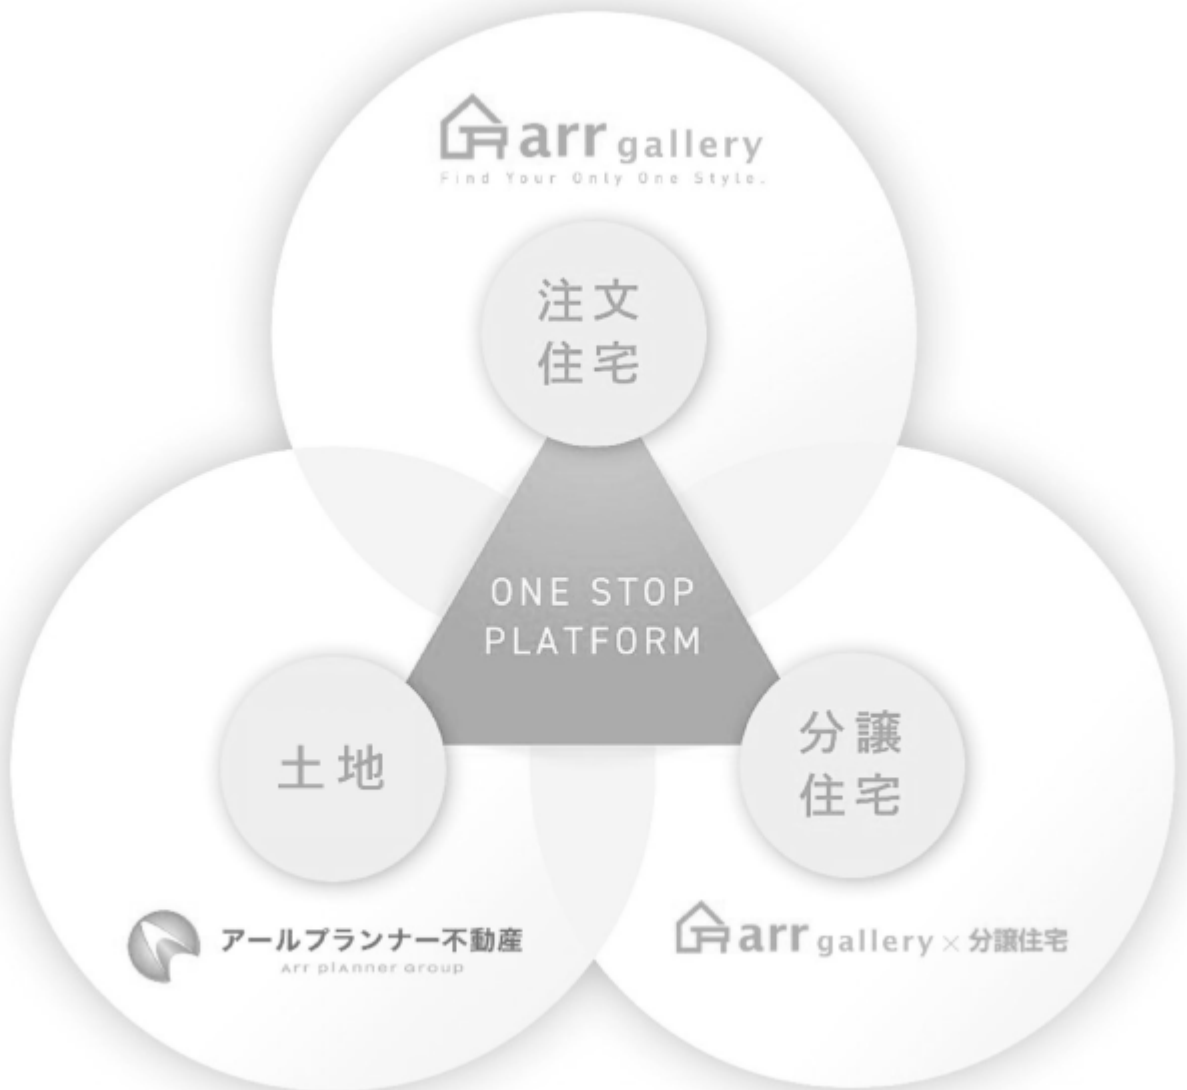 arr gallery
Find Your Only One Style.
注文
住宅
ONE STOP
PLATFORM
土地
分譲
住宅
アールプランナー不動産
Arr plAnner Group
arr gallery × 分譲住宅